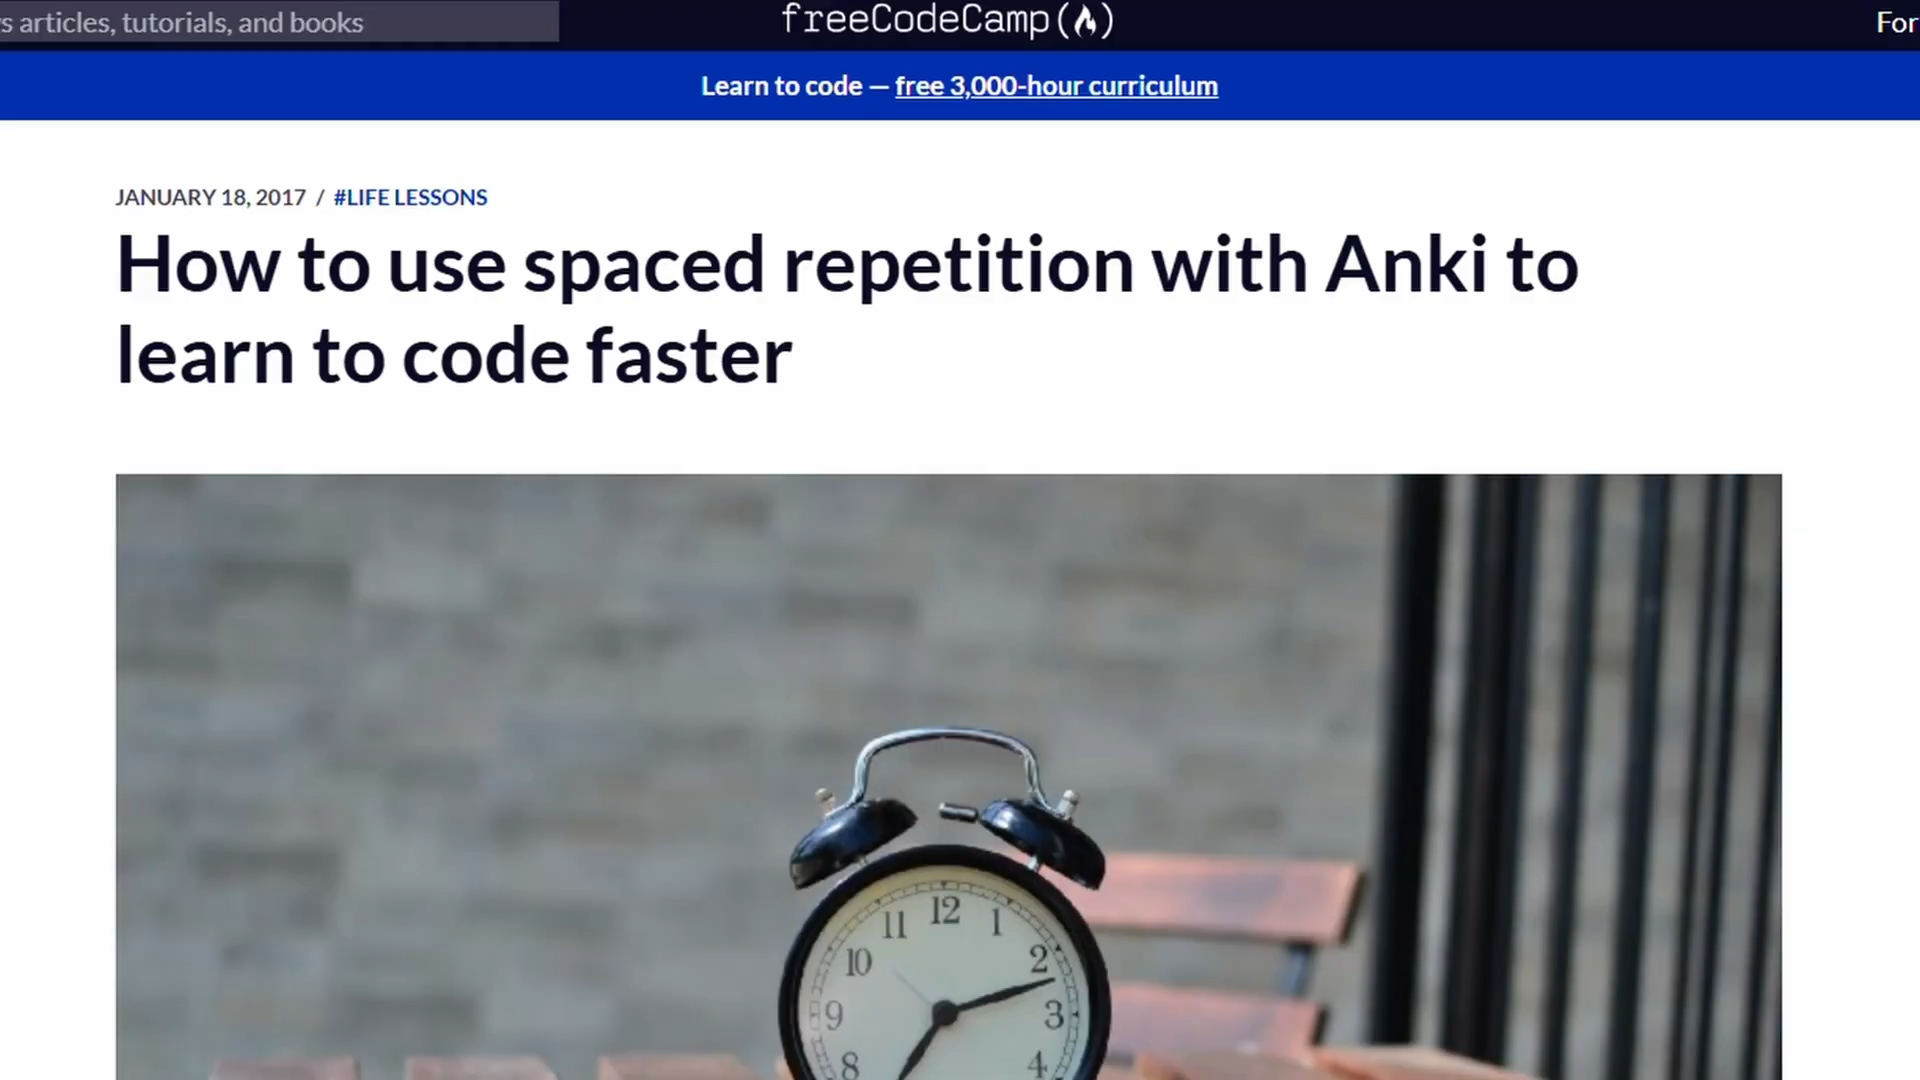 s articles, tutorials, and books
freeCodeCamp(🔥)
For
Learn to code — free 3,000-hour curriculum
JANUARY 18, 2017 / #LIFE LESSONS
How to use spaced repetition with Anki to
learn to code faster
12
11 1
10 2
9 3
8 4